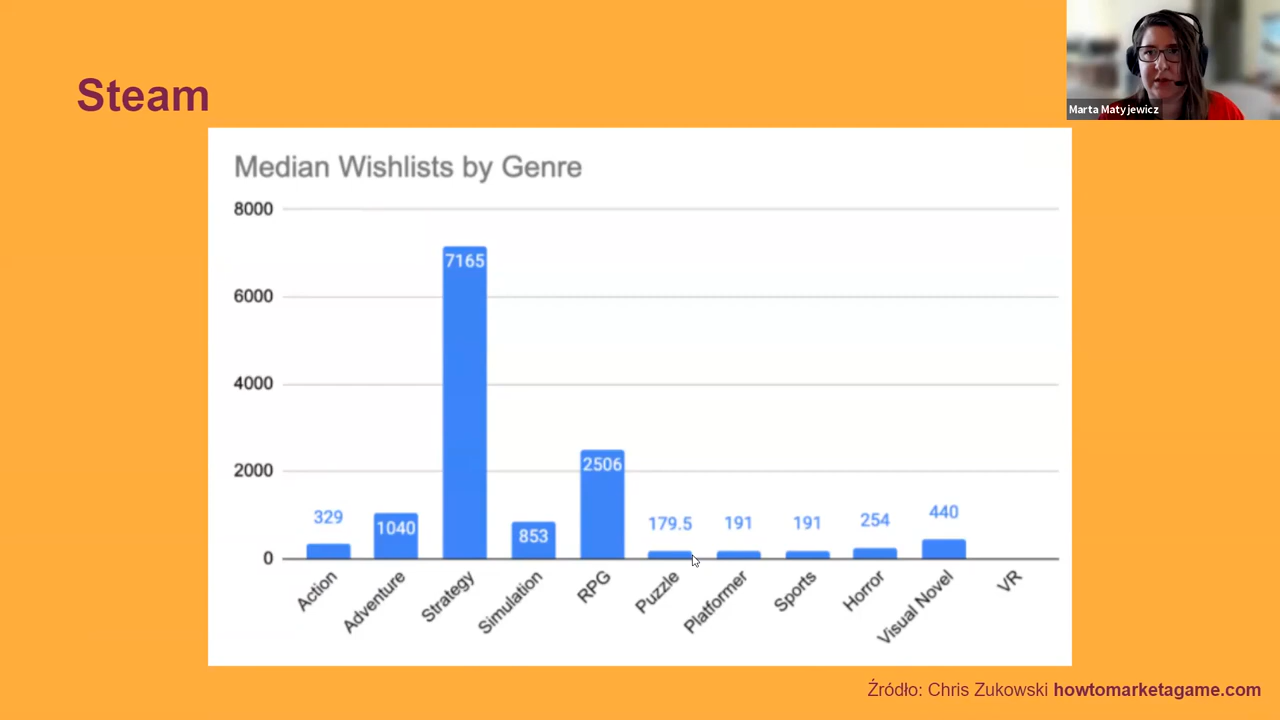 Steam
Marta Matyjewicz
Median Wishlists by Genre
8000
6000
4000
2000
0
329
1040
7165
853
2506
179.5
191
191
254
440
Action
Adventure
Strategy
Simulation
RPG
Puzzle
Platformer
Sports
Horror
Visual Novel
VR
Źródło: Chris Zukowski howtomarketagame.com